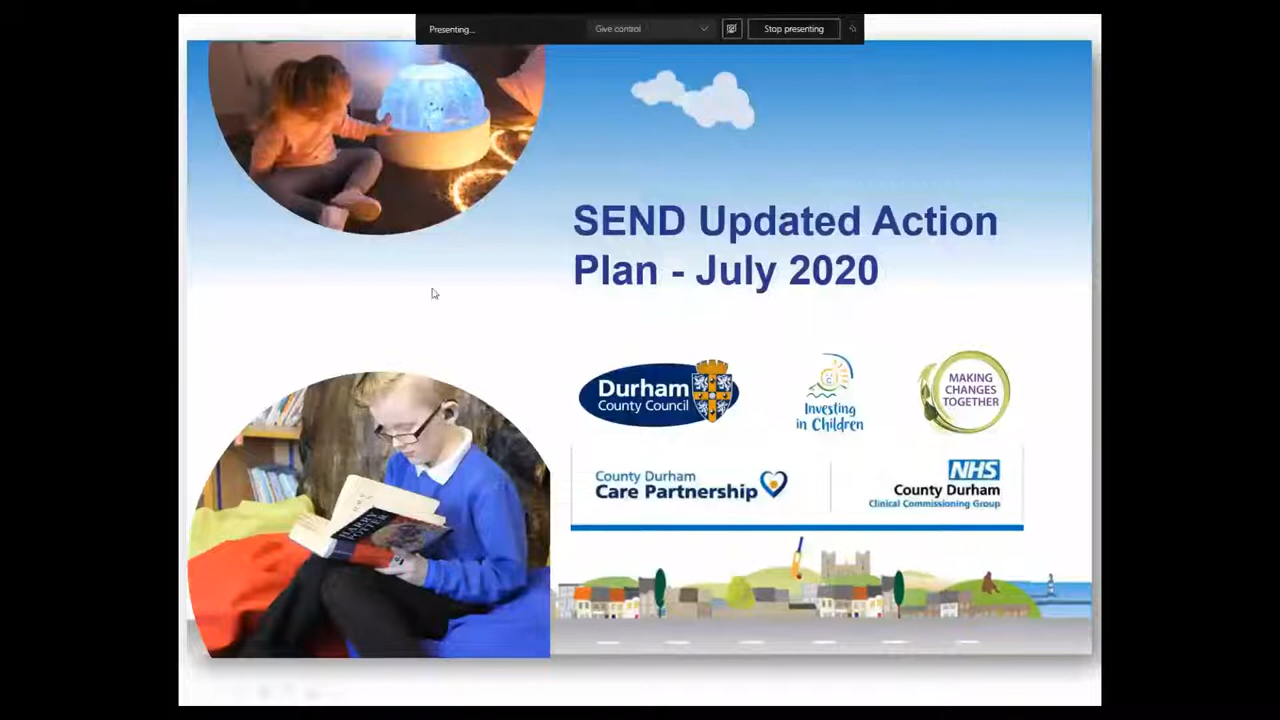 Presenting...
Give control
Stop presenting
SEND Updated Action
Plan - July 2020
Durham
County Council
Investing
in Children
MAKING
CHANGES
TOGETHER
County Durham
Care Partnership
NHS
County Durham
Clinical Commissioning Group
HARRY
POTTER